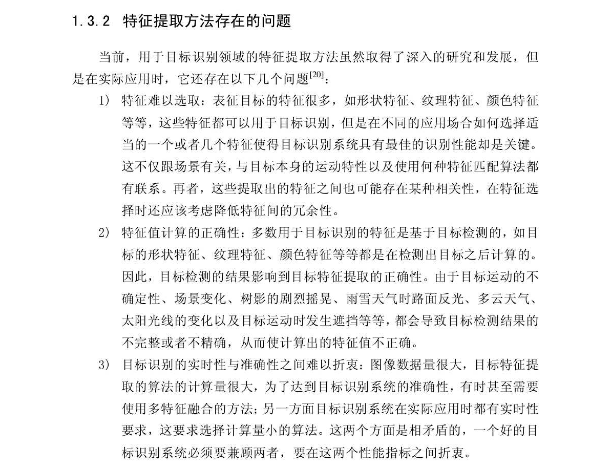 1.3.2 特征提取方法存在的问题
当前，用于目标识别领域的特征提取方法虽然取得了深入的研究和发展，但
是在实际应用时，它还存在以下几个问题[20]：
1) 特征难以选取：表征目标的特征很多，如形状特征、纹理特征、颜色特征
等等，这些特征都可以用于目标识别，但是在不同的应用场合如何选择适
当的一个或者几个特征使得目标识别系统具有最佳的识别性能却是关键。
这不仅跟场景有关，与目标本身的运动特性以及使用何种特征匹配算法都
有联系。再者，这些提取出的特征之间也可能存在某种相关性，在特征选
择时还应该考虑降低特征间的冗余性。
2) 特征值计算的正确性：多数用于目标识别的特征是基于目标检测的，如目
标的形状特征、纹理特征、颜色特征等等都是在检测出目标之后计算的。
因此，目标检测的结果影响到目标特征提取的正确性。由于目标运动的不
确定性、场景变化、树影的剧烈摇晃、雨雪天气时路面反光、多云天气、
太阳光线的变化以及目标运动时发生遮挡等等，都会导致目标检测结果的
不完整或者不精确，从而使计算出的特征值不正确。
3) 目标识别的实时性与准确性之间难以折衷：图像数据量很大，目标特征提
取的算法的计算量很大，为了达到目标识别系统的准确性，有时甚至需要
使用多特征融合的方法；另一方面目标识别系统在实际应用时都有实时性
要求，这要求选择计算量小的算法。这两个方面是相矛盾的，一个好的目
标识别系统必须要兼顾两者，要在这两个性能指标之间折衷。